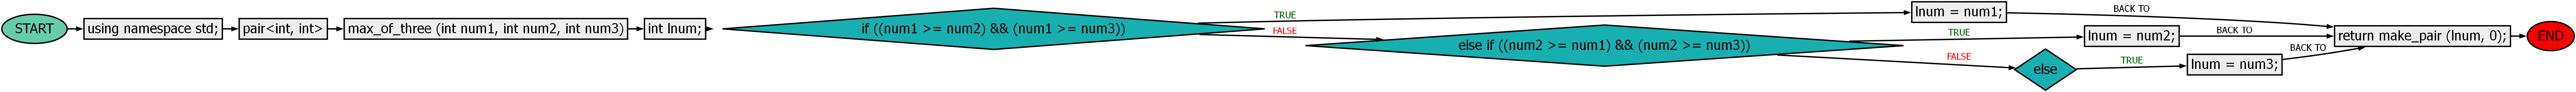 START
using namespace std;
pair<int, int>
max_of_three (int num1, int num2, int num3)
int lnum;
if ((num1 >= num2) && (num1 >= num3))
TRUE
FALSE
lnum = num1;
BACK TO
else if ((num2 >= num1) && (num2 >= num3))
TRUE
FALSE
lnum = num2;
BACK TO
else
TRUE
lnum = num3;
BACK TO
return make_pair (lnum, 0);
END